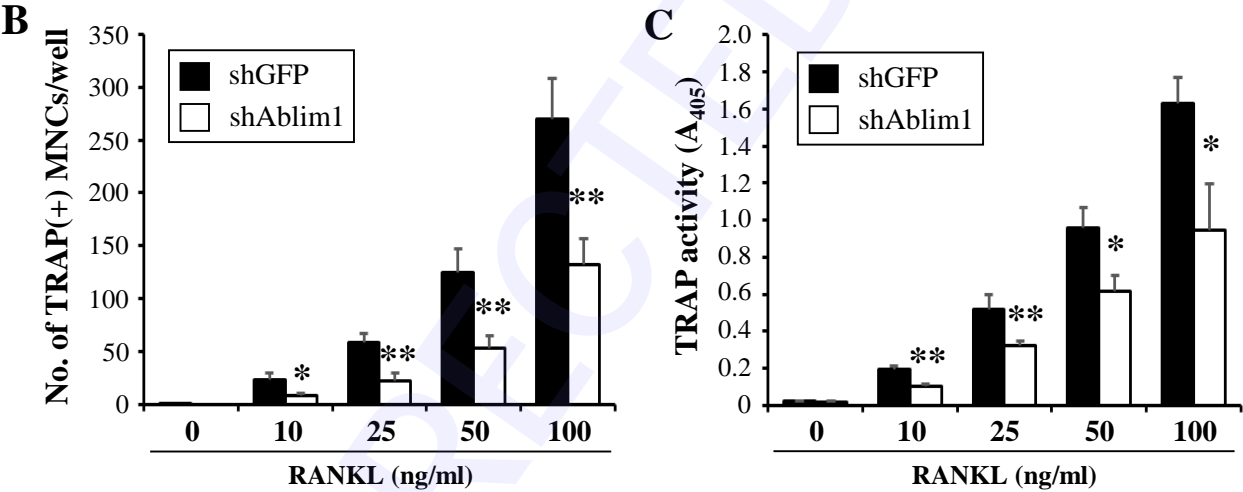 B
No. of TRAP(+) MNCs/well
350
300
250
200
150
100
50
0
shGFP
shAblim1
*
**
**
**
0 10 25 50 100
RANKL (ng/ml)
C
TRAP activity (A405)
2.0
1.8
1.6
1.4
1.2
1.0
0.8
0.6
0.4
0.2
0
shGFP
shAblim1
**
**
*
*
0 10 25 50 100
RANKL (ng/ml)
RECTED